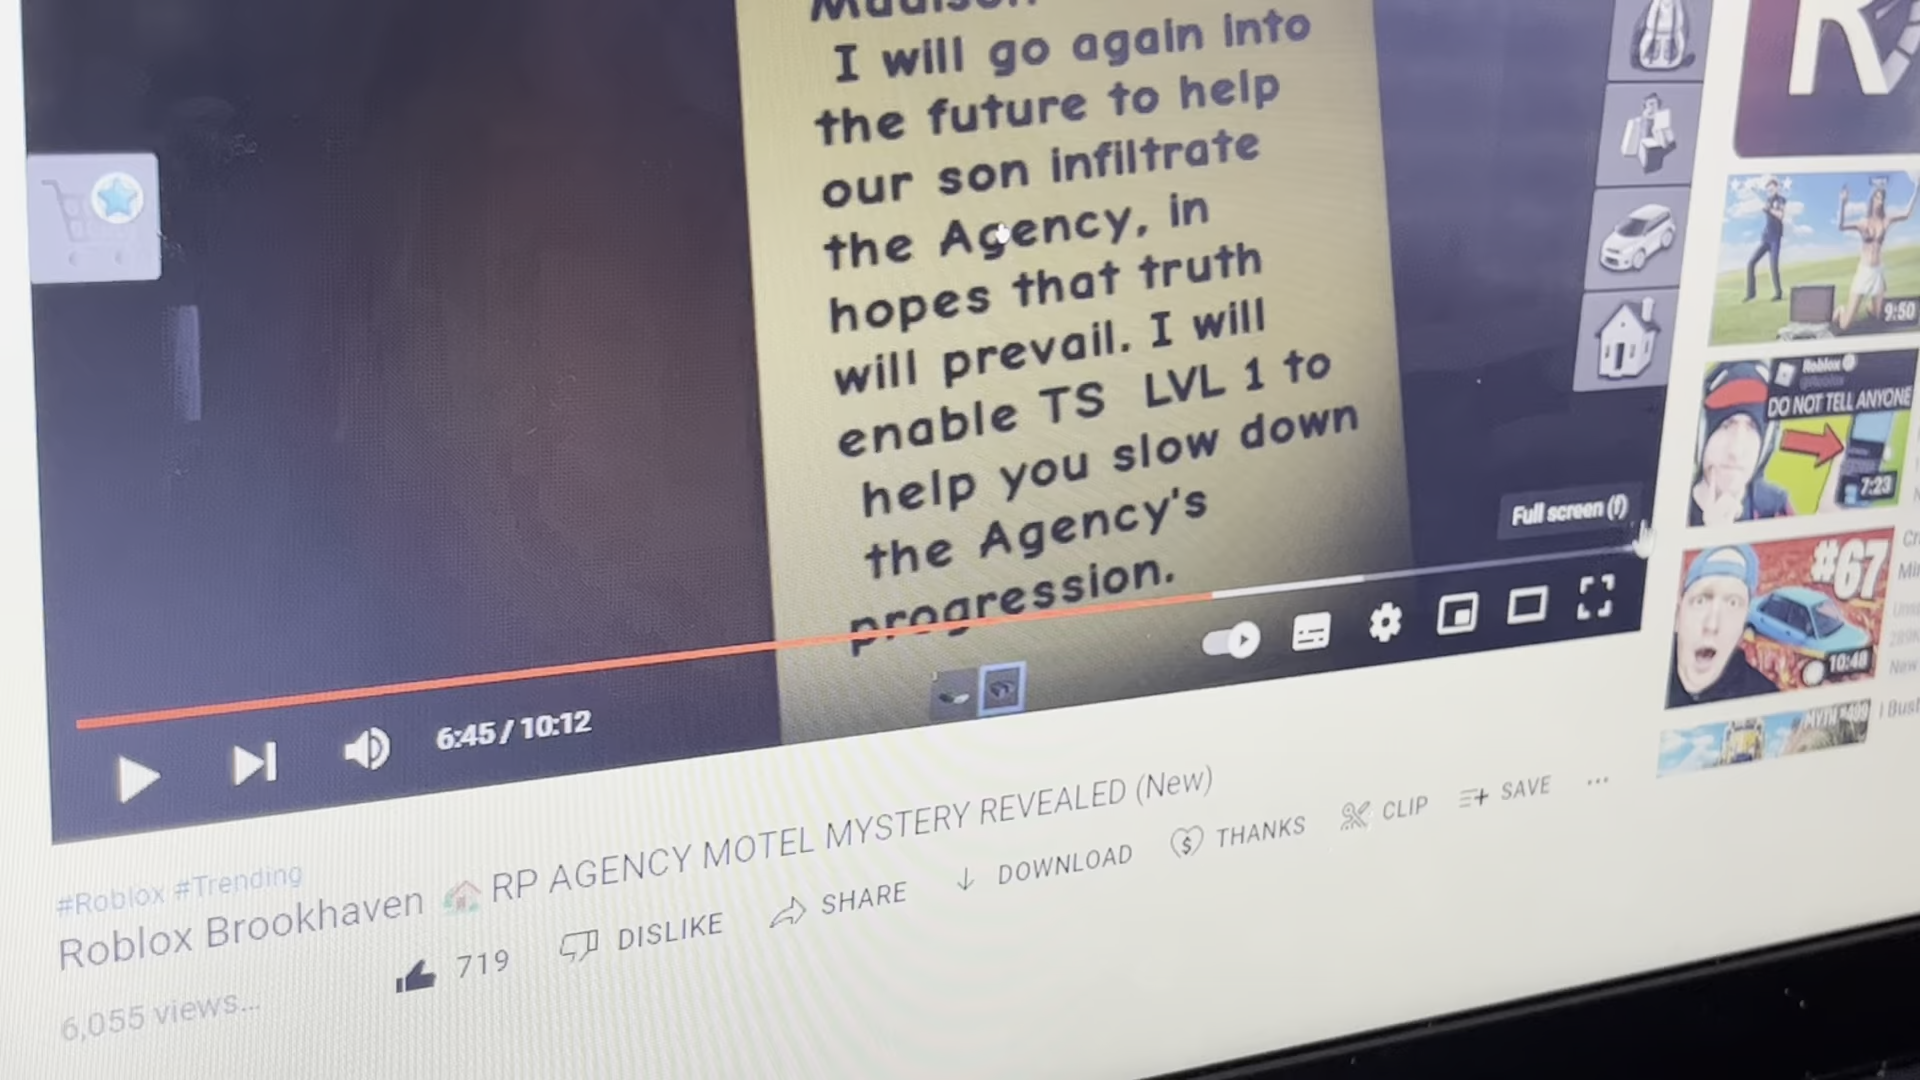 Madison.
I will go again into
the future to help
our son infiltrate
the Agency, in
hopes that truth
will prevail. I will
enable TS LVL 1 to
help you slow down
the Agency's
progression.
Full screen (f)
6:45 / 10:12
#Roblox #Trending
Roblox Brookhaven 🏠 RP AGENCY MOTEL MYSTERY REVEALED (New)
6,055 views...
719
DISLIKE
SHARE
DOWNLOAD
THANKS
CLIP
SAVE
...
R
9:50
Roblox
DO NOT TELL ANYONE
7:23
#67
10:48